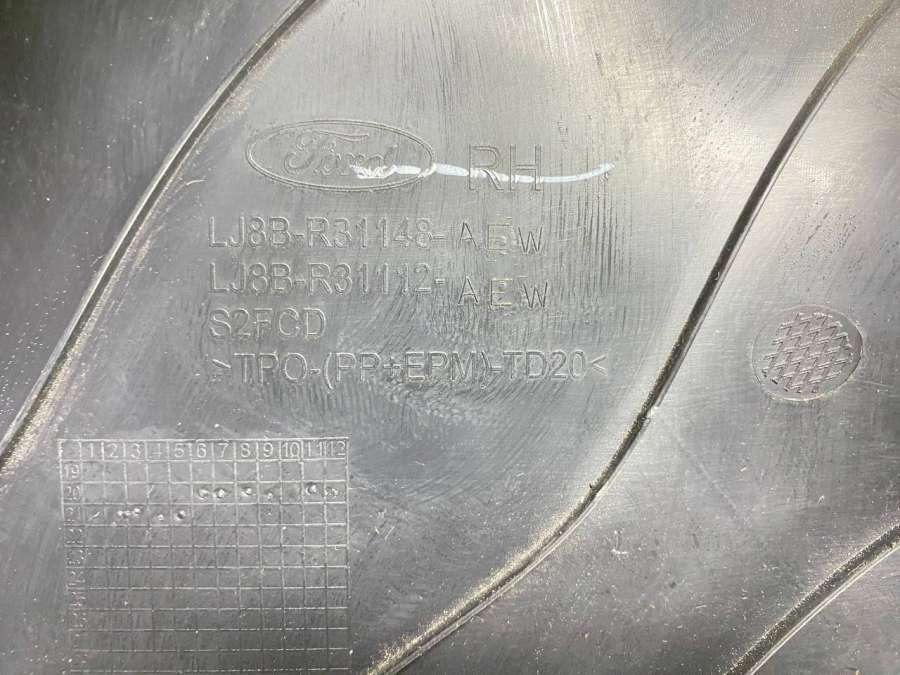 Ford RH
LJ8B-R31148-AEW
LJ8B-R31112-AEW
S2FCD
>TPO-(PP+EPM)-TD20<
1 2 3 4 5 6 7 8 9 10 11 12
19
20